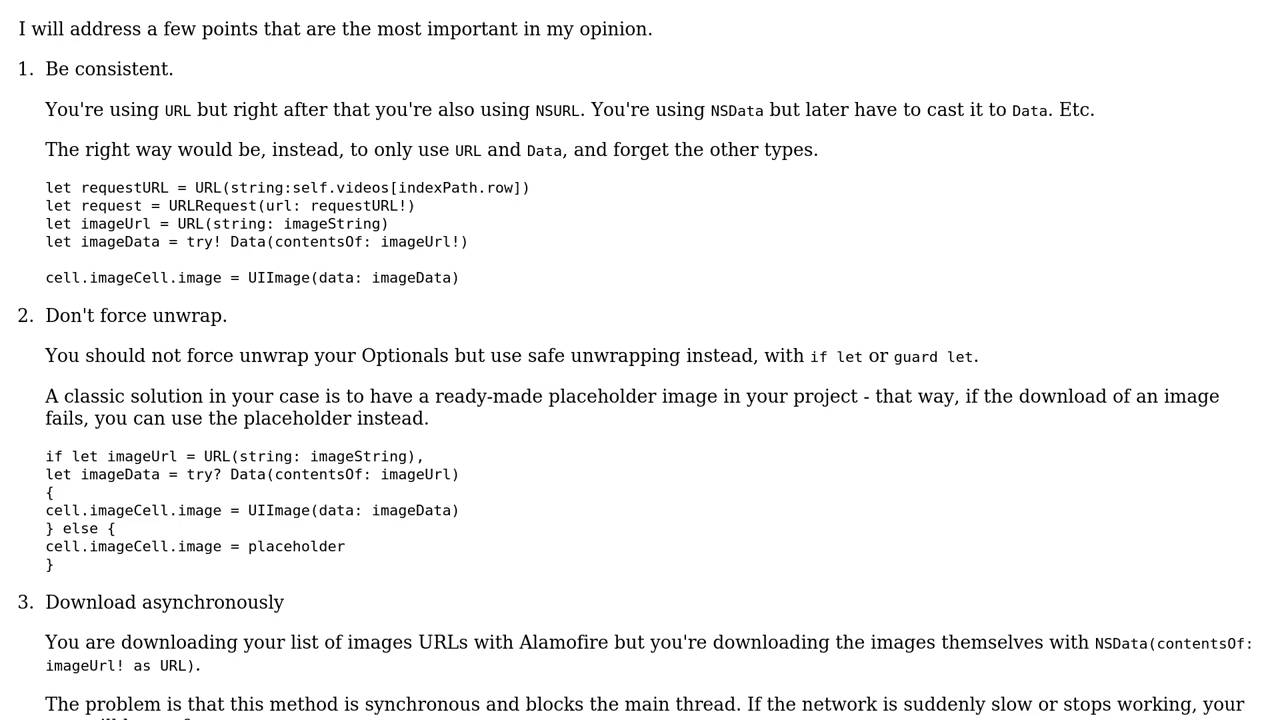 I will address a few points that are the most important in my opinion.
1. Be consistent.
You're using URL but right after that you're also using NSURL. You're using NSData but later have to cast it to Data. Etc.
The right way would be, instead, to only use URL and Data, and forget the other types.
let requestURL = URL(string:self.videos[indexPath.row])
let request = URLRequest(url: requestURL!)
let imageUrl = URL(string: imageString)
let imageData = try! Data(contentsOf: imageUrl!)
cell.imageCell.image = UIImage(data: imageData)
2. Don't force unwrap.
You should not force unwrap your Optionals but use safe unwrapping instead, with if let or guard let.
A classic solution in your case is to have a ready-made placeholder image in your project - that way, if the download of an image
fails, you can use the placeholder instead.
if let imageUrl = URL(string: imageString),
let imageData = try? Data(contentsOf: imageUrl)
{
cell.imageCell.image = UIImage(data: imageData)
} else {
cell.imageCell.image = placeholder
}
3. Download asynchronously
You are downloading your list of images URLs with Alamofire but you're downloading the images themselves with NSData(contentsOf:
imageUrl! as URL).
The problem is that this method is synchronous and blocks the main thread. If the network is suddenly slow or stops working, your